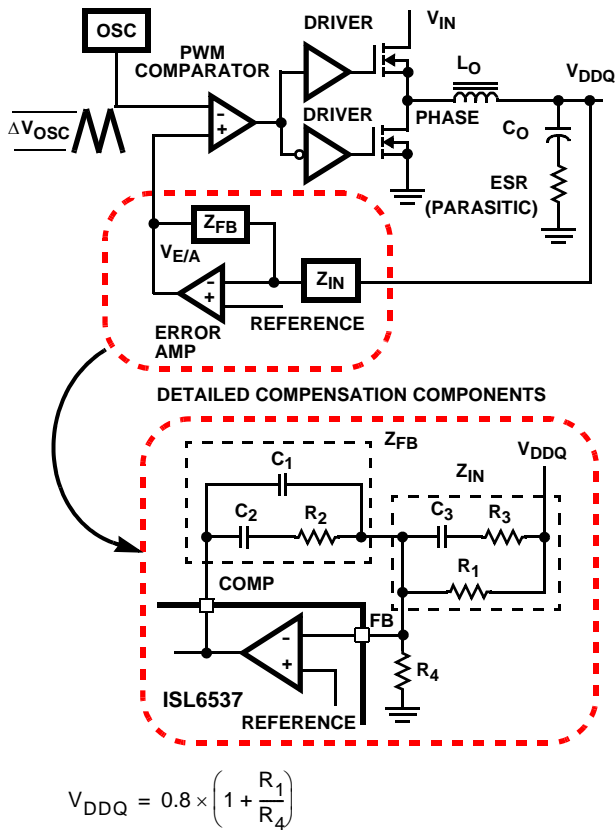 OSC
DRIVER
V_IN
PWM
COMPARATOR
L_O
V_DDQ
DRIVER
PHASE
C_O
ΔV_OSC
-
+
ESR
(PARASITIC)
Z_FB
V_E/A
Z_IN
-
+
REFERENCE
ERROR
AMP
DETAILED COMPENSATION COMPONENTS
Z_FB
V_DDQ
C_1
Z_IN
C_2
R_2
C_3
R_3
R_1
COMP
FB
-
+
R_4
ISL6537
REFERENCE
V_DDQ = 0.8 × (1 + R_1/R_4)